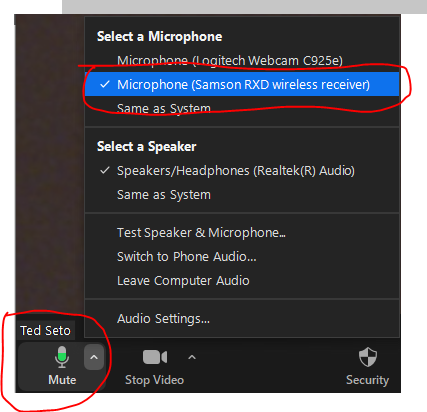 Select a Microphone
Microphone (Logitech Webcam C925e)
Microphone (Samson RXD wireless receiver)
Same as System
Select a Speaker
Speakers/Headphones (Realtek(R) Audio)
Same as System
Test Speaker & Microphone...
Switch to Phone Audio...
Leave Computer Audio
Audio Settings...
Ted Seto
Mute
Stop Video
Security